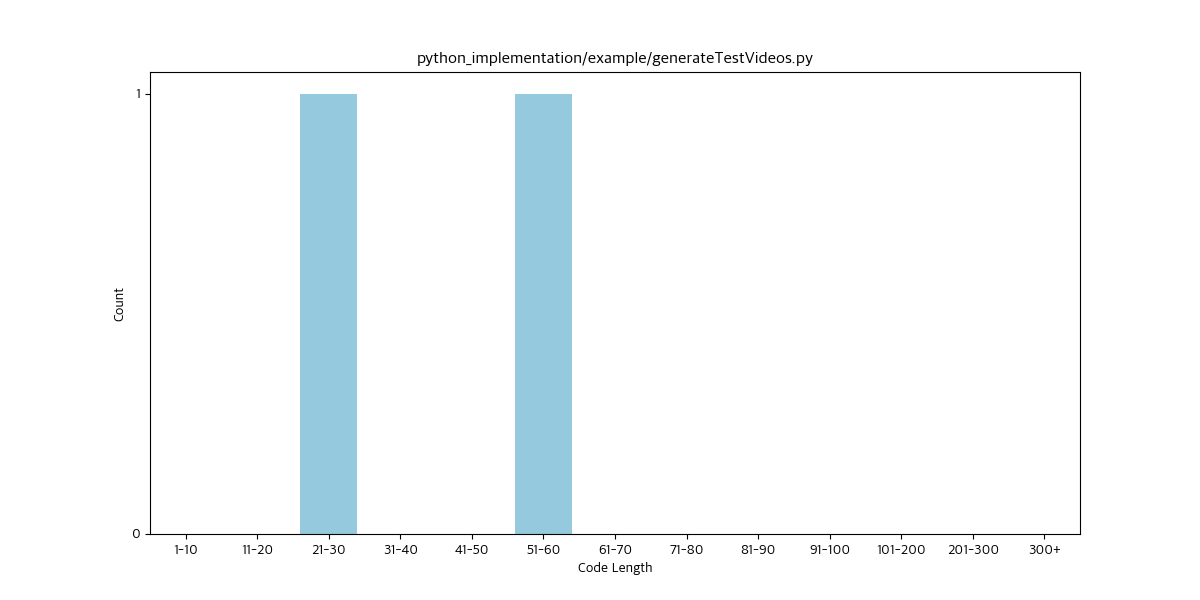 python_implementation/example/generateTestVideos.py
1
Count
0
1-10 11-20 21-30 31-40 41-50 51-60 61-70 71-80 81-90 91-100 101-200 201-300 300+
Code Length